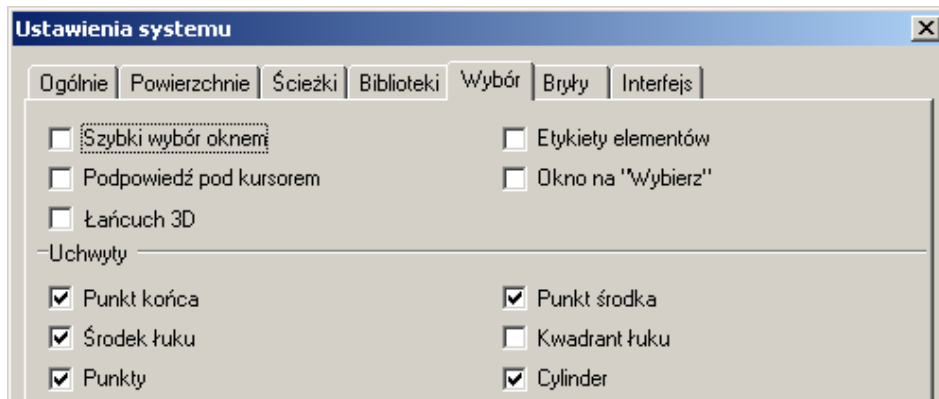 Ustawienia systemu
Ogólnie Powierzchnie Ścieżki Biblioteki Wybór Bryły Interfejs
Szybki wybór oknem Etykiety elementów
Podpowiedź pod kursorem Okno na "Wybierz"
Łańcuch 3D
Uchwyty
Punkt końca Punkt środka
Środek łuku Kwadrant łuku
Punkty Cylinder